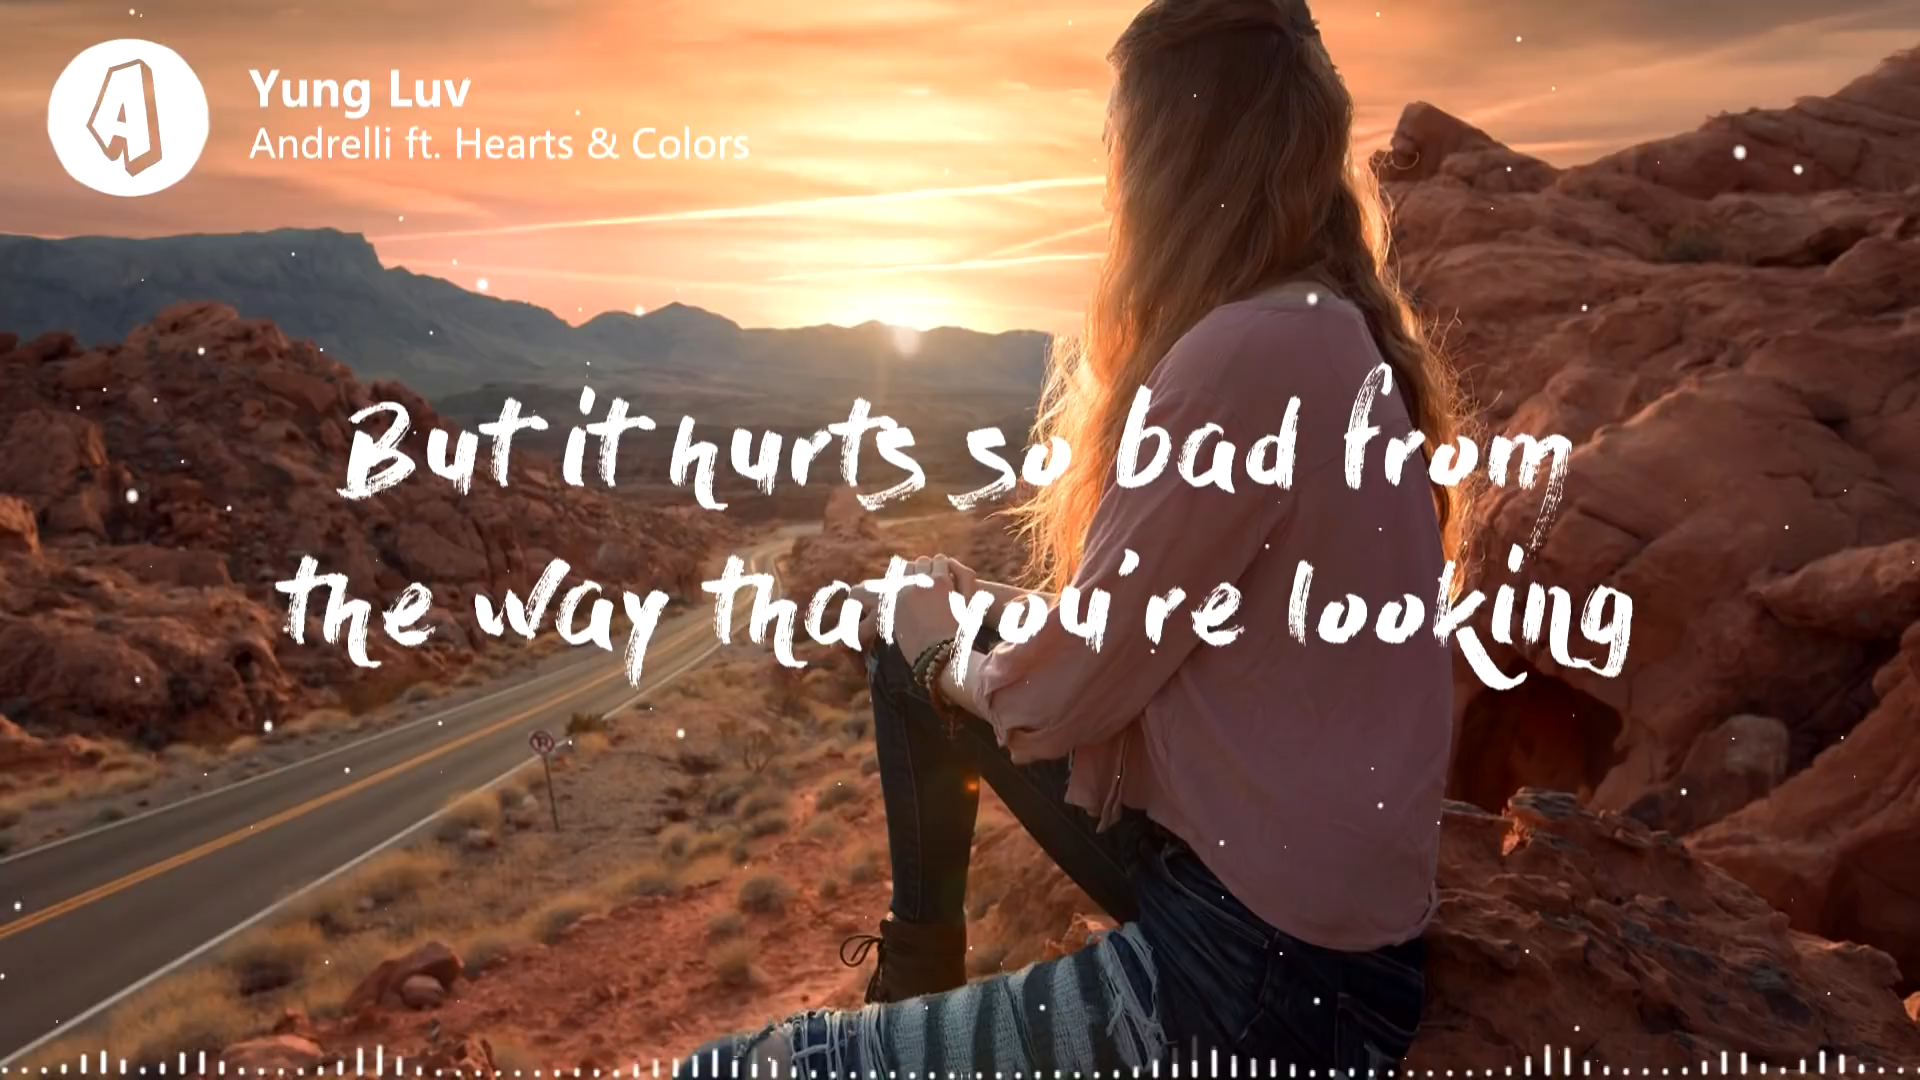 A
Yung Luv
Andrelli ft. Hearts & Colors
But it hurts so bad from
the way that you're looking